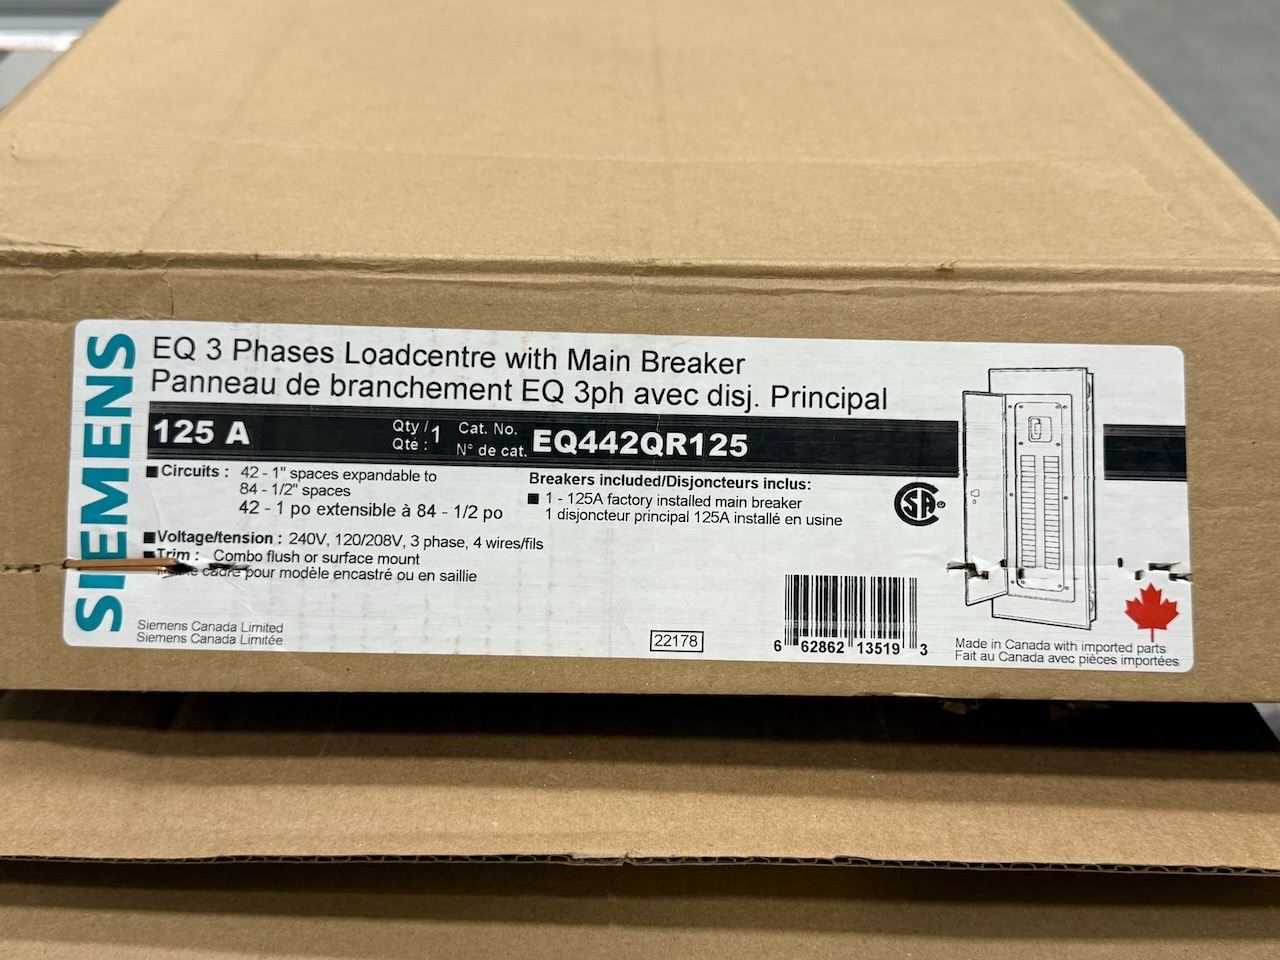 SIEMENS
EQ 3 Phases Loadcentre with Main Breaker
Panneau de branchement EQ 3ph avec disj. Principal
125 A
Qty / 1
Qté :
Cat. No.
N° de cat.
EQ442QR125
Circuits : 42 - 1" spaces expandable to
84 - 1/2" spaces
42 - 1 po extensible à 84 - 1/2 po
Voltage/tension : 240V, 120/208V, 3 phase, 4 wires/fils
Trim : Combo flush or surface mount
cadre pour modèle encastré ou en saillie
Breakers included/Disjoncteurs inclus:
1 - 125A factory installed main breaker
1 disjoncteur principal 125A installé en usine
CSA
®
Siemens Canada Limited
Siemens Canada Limitée
22178
6 62862 13519 3
Made in Canada with imported parts
Fait au Canada avec pièces importées